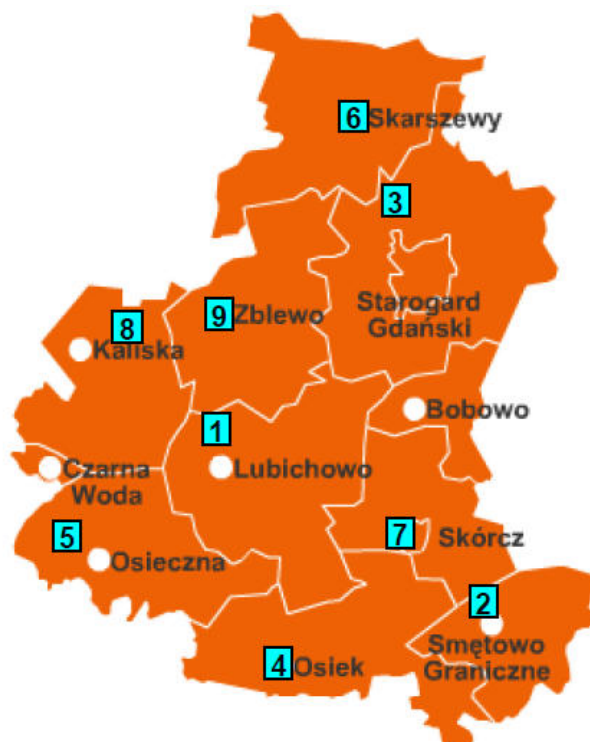 6 Skarszewy
3
Starogard
Gdański
9 Zblewo
8
Kaliska
Bobowo
1
Lubichowo
Czarna
Woda
5
Osieczna
7 Skórcz
2
Smętowo
Graniczne
4 Osiek